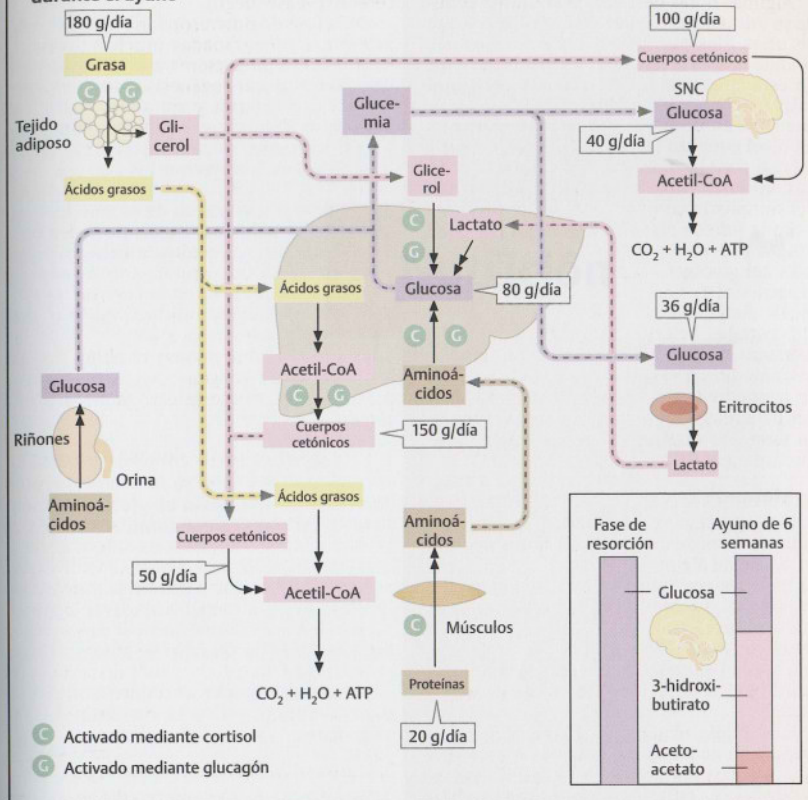 180 g/día
Grasa
C
G
Tejido
adiposo
Gli-
cerol
Ácidos grasos
Gluce-
mia
100 g/día
Cuerpos cetónicos
SNC
Glucosa
40 g/día
Acetil-CoA
CO₂ + H₂O + ATP
Glice-
rol
C
Lactato
G
Glucosa
80 g/día
Ácidos grasos
C
G
Acetil-CoA
C
G
Aminoá-
cidos
Cuerpos
cetónicos
150 g/día
36 g/día
Glucosa
Eritrocitos
Lactato
Glucosa
Riñones
Orina
Aminoá-
cidos
Ácidos grasos
Cuerpos cetónicos
50 g/día
Acetil-CoA
CO₂ + H₂O + ATP
Aminoá-
cidos
C
Músculos
Proteínas
20 g/día
Fase de
resorción
Ayuno de 6
semanas
Glucosa
3-hidroxi-
butirato
Aceto-
acetato
C Activado mediante cortisol
G Activado mediante glucagón